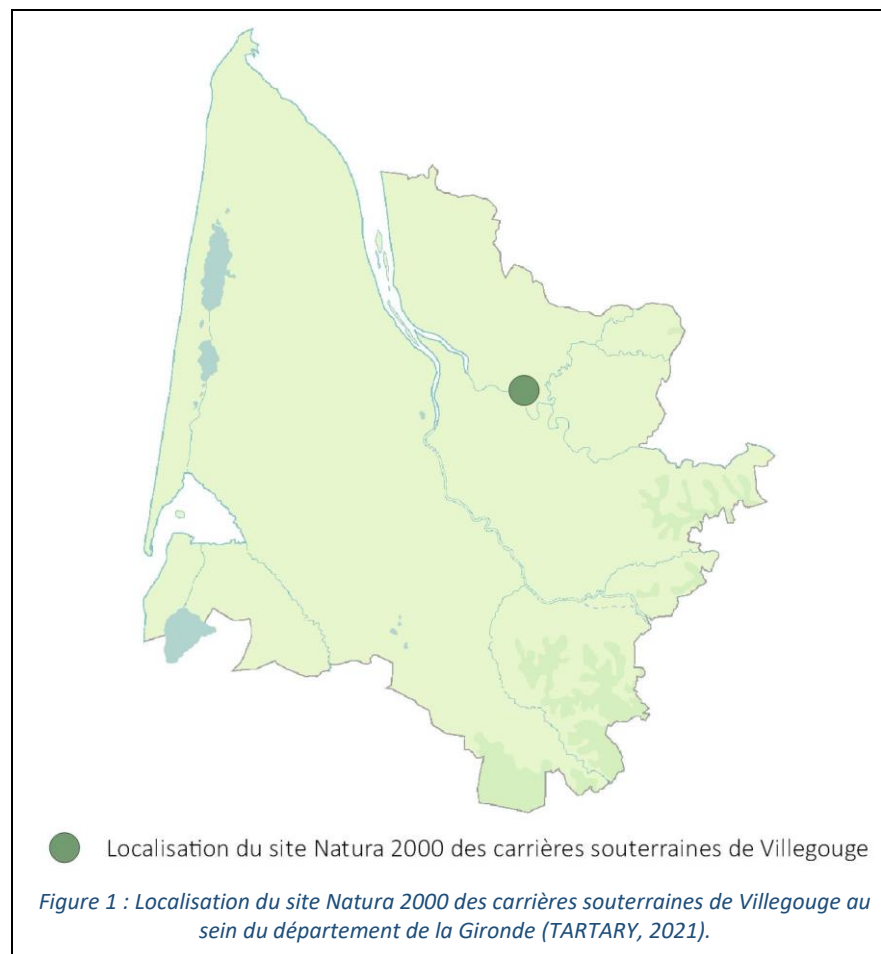 Localisation du site Natura 2000 des carrières souterraines de Villegouge
Figure 1 : Localisation du site Natura 2000 des carrières souterraines de Villegouge au
sein du département de la Gironde (TARTARY, 2021).